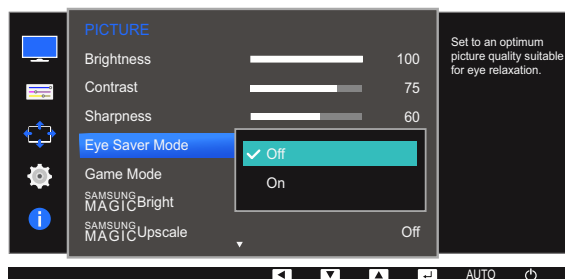 PICTURE
Brightness 100
Contrast 75
Sharpness 60
Eye Saver Mode
Off
On
Game Mode
SAMSUNG
MAGICBright
SAMSUNG
MAGICUpscale Off
Set to an optimum
picture quality suitable
for eye relaxation.
AUTO